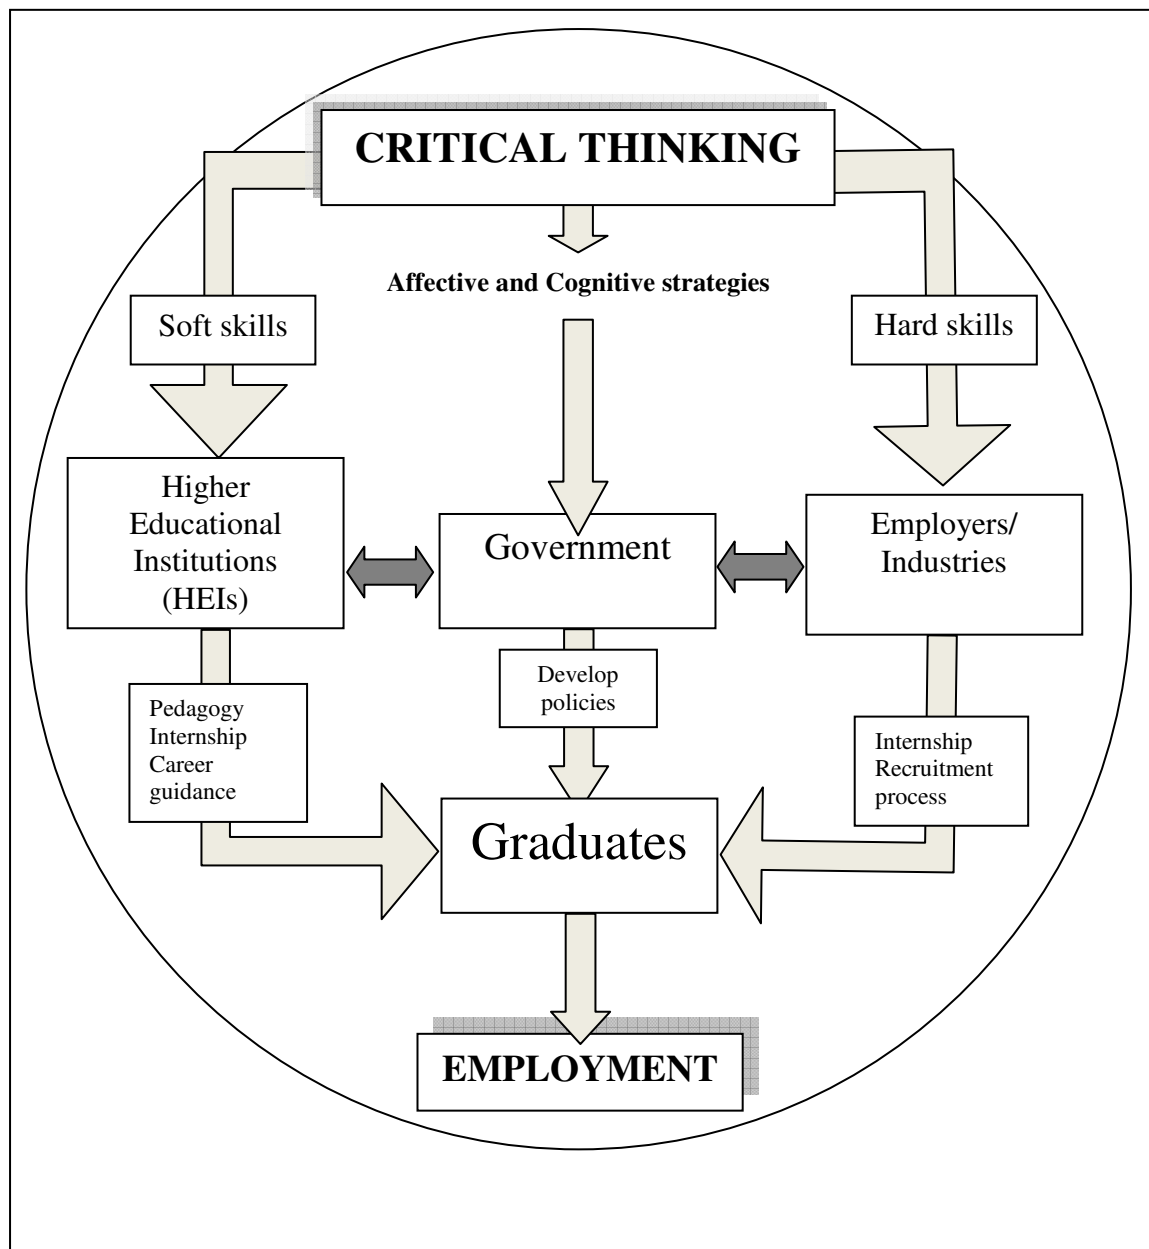 CRITICAL THINKING
Affective and Cognitive strategies
Soft skills
Hard skills
Higher
Educational
Institutions
(HEIs)
Government
Employers/
Industries
Pedagogy
Internship
Career
guidance
Develop
policies
Internship
Recruitment
process
Graduates
EMPLOYMENT